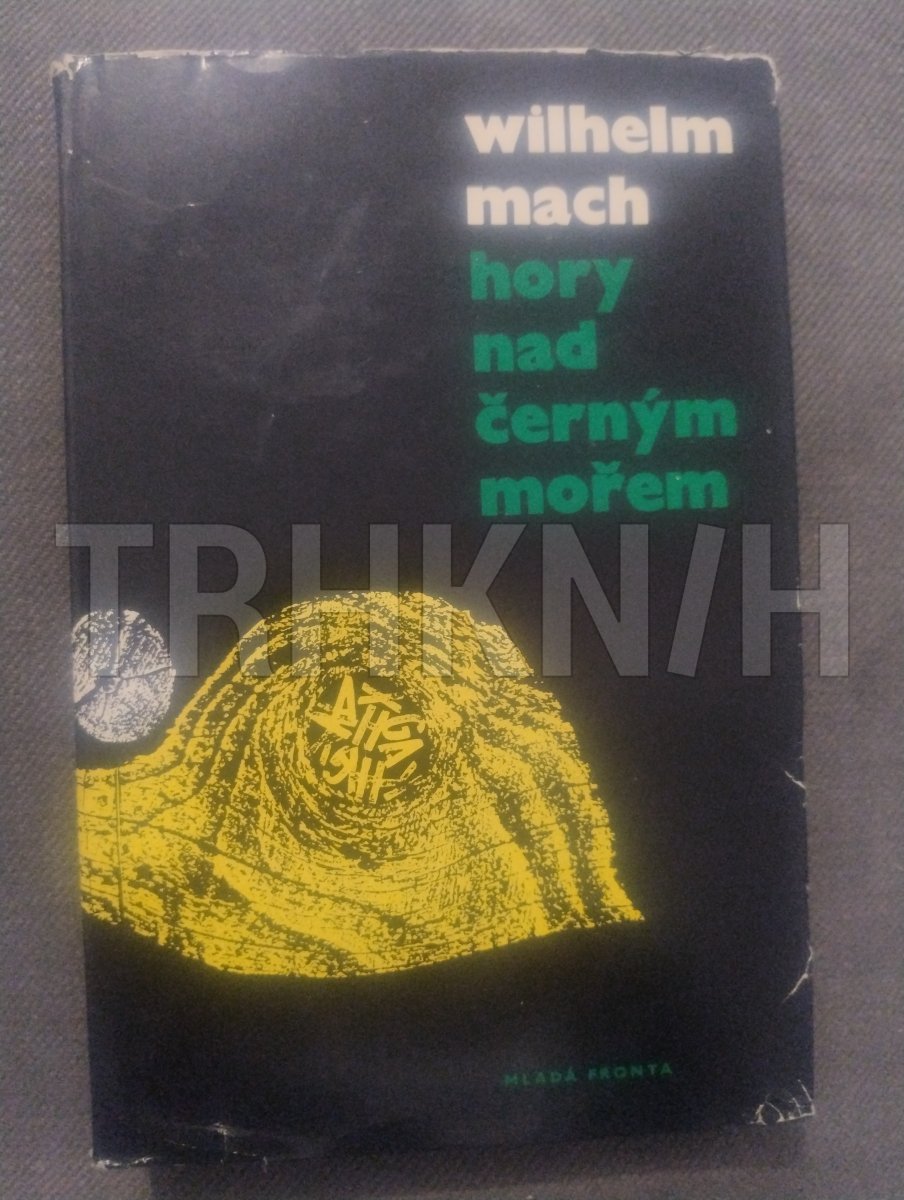 wilhelm
mach
hory
nad
černým
mořem
TRHKNIH
MLADÁ FRONTA